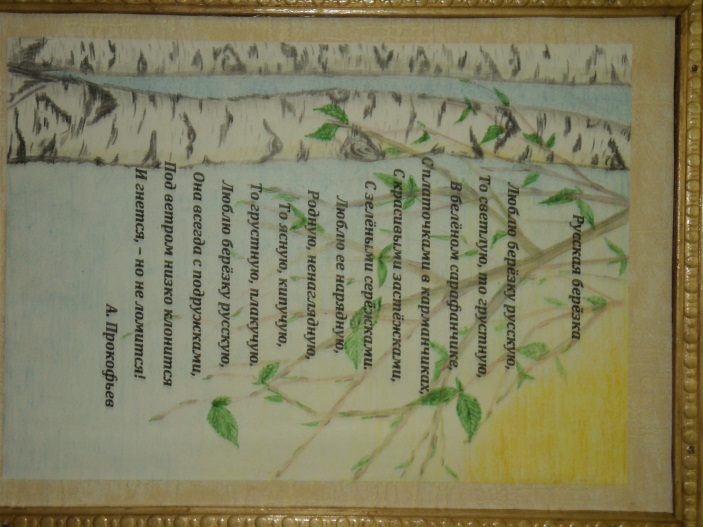 Русская берёзка
Люблю берёзку русскую,
То светлую, то грустную,
В белёном сарафанчике,
С платочками в карманчиках,
С красивыми застёжками,
С зелёными серёжками.
Люблю ее нарядную,
Родную, ненаглядную,
То ясную, кипучую,
То грустную, плакучую.
Люблю берёзку русскую,
Она всегда с подружками,
Под ветром низко клонится
И гнется, – но не ломится!
А. Прокофьев